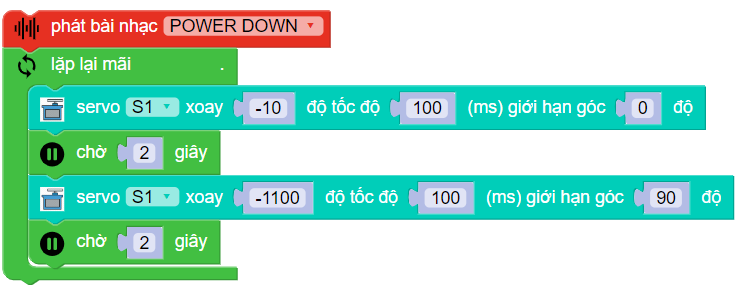 phát bài nhạc POWER DOWN
lặp lại mãi .
servo S1 xoay -10 độ tốc độ 100 (ms) giới hạn góc 0 độ
chờ 2 giây
servo S1 xoay -1100 độ tốc độ 100 (ms) giới hạn góc 90 độ
chờ 2 giây